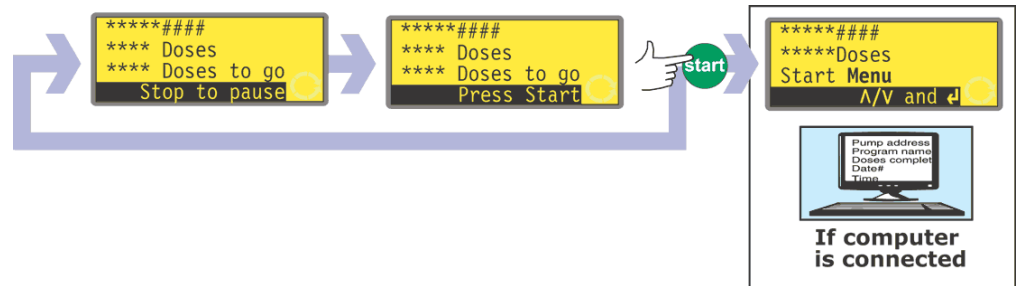 *****####
**** Doses
**** Doses to go
Stop to pause
*****####
**** Doses
**** Doses to go
Press Start
start
*****####
*****Doses
Start Menu
Λ/V and ↲
Pump address
Program name
Doses complet
Date#
Time
If computer
is connected